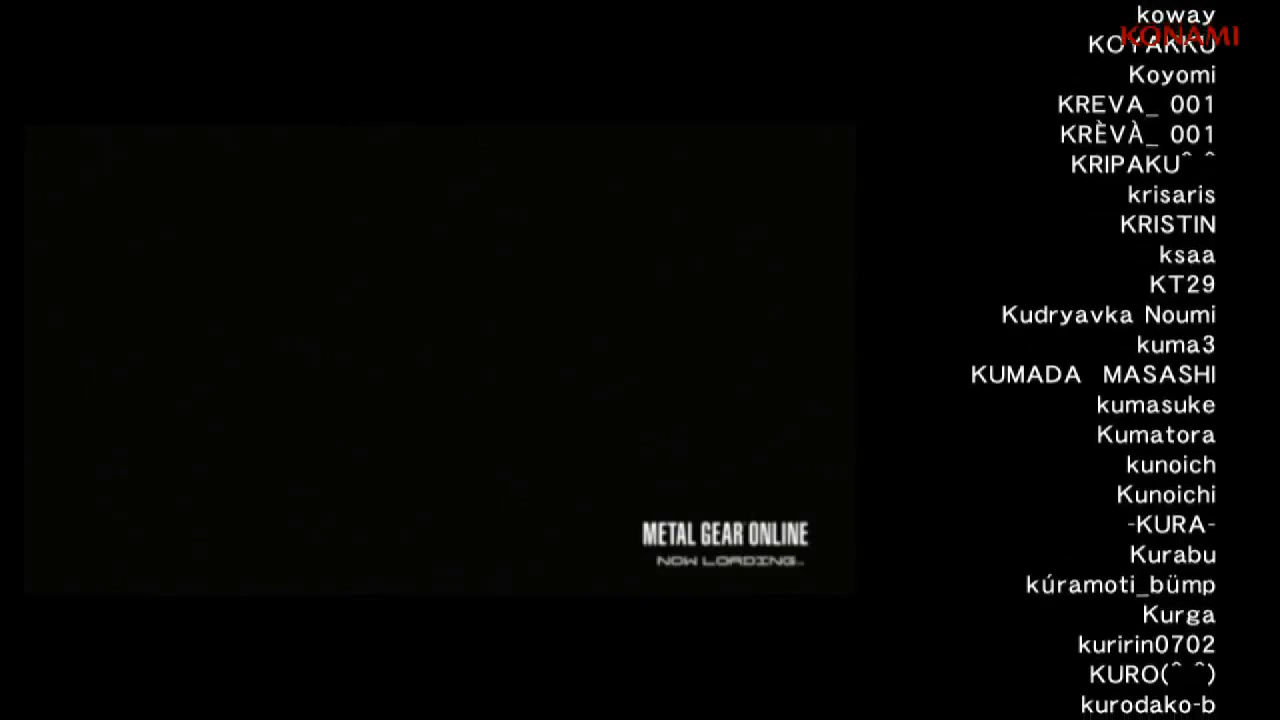 koway
KONAMI
KOYAKKU
Koyomi
KREVA_ 001
KRÈVÀ_ 001
KRIPAKU^ ^
krisaris
KRISTIN
ksaa
KT29
Kudryavka Noumi
kuma3
KUMADA  MASASHI
kumasuke
Kumatora
kunoich
Kunoichi
-KURA-
Kurabu
kúramoti_bümp
Kurga
kuririn0702
KURO(^ ^)
kurodako-b
METAL GEAR ONLINE
NOW LOADING...